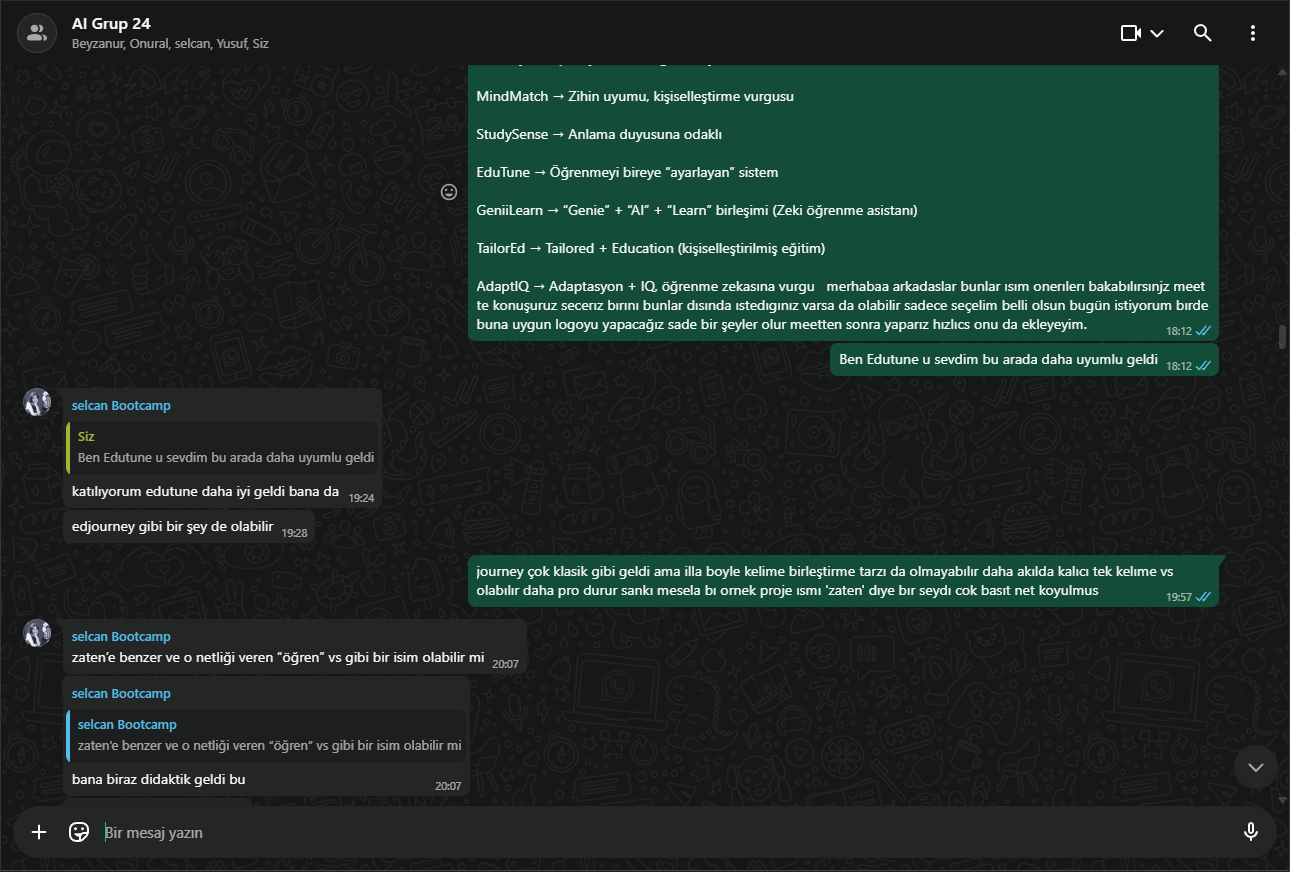 AI Grup 24
Beyzanur, Onural, selcan, Yusuf, Siz
MindMatch → Zihin uyumu, kişiselleştirme vurgusu
StudySense → Anlama duyusuna odaklı
EduTune → Öğrenmeyi bireye “ayarlayan” sistem
GeniiLearn → “Genie” + “AI” + “Learn” birleşimi (Zeki öğrenme asistanı)
TailorEd → Tailored + Education (kişiselleştirilmiş eğitim)
AdaptIQ → Adaptasyon + IQ, öğrenme zekasına vurgu merhabaa arkadaslar bunlar ısım onerılerı bakabılırsınjz meet
te konuşuruz secerız bırını bunlar dısında ıstedıgınız varsa da olabilir sadece seçelim belli olsun bugün istiyorum bırde
buna uygun logoyu yapacağız sade bir şeyler olur meetten sonra yaparız hızlıcs onu da ekleyeyim.
18:12
Ben Edutune u sevdim bu arada daha uyumlu geldi
18:12
selcan Bootcamp
Siz
Ben Edutune u sevdim bu arada daha uyumlu geldi
katılıyorum edutune daha iyi geldi bana da
19:24
edjourney gibi bir şey de olabilir
19:28
journey çok klasik gibi geldi ama illa boyle kelime birleştirme tarzı da olmayabılır daha akılda kalıcı tek kelıme vs
olabılır daha pro durur sankı mesela bı ornek proje ısmı 'zaten' dıye bır seydı cok basıt net koyulmus
19:57
selcan Bootcamp
zaten’e benzer ve o netliği veren “öğren” vs gibi bir isim olabilir mi
20:07
selcan Bootcamp
selcan Bootcamp
zaten’e benzer ve o netliği veren “öğren” vs gibi bir isim olabilir mi
bana biraz didaktik geldi bu
20:07
Bir mesaj yazın